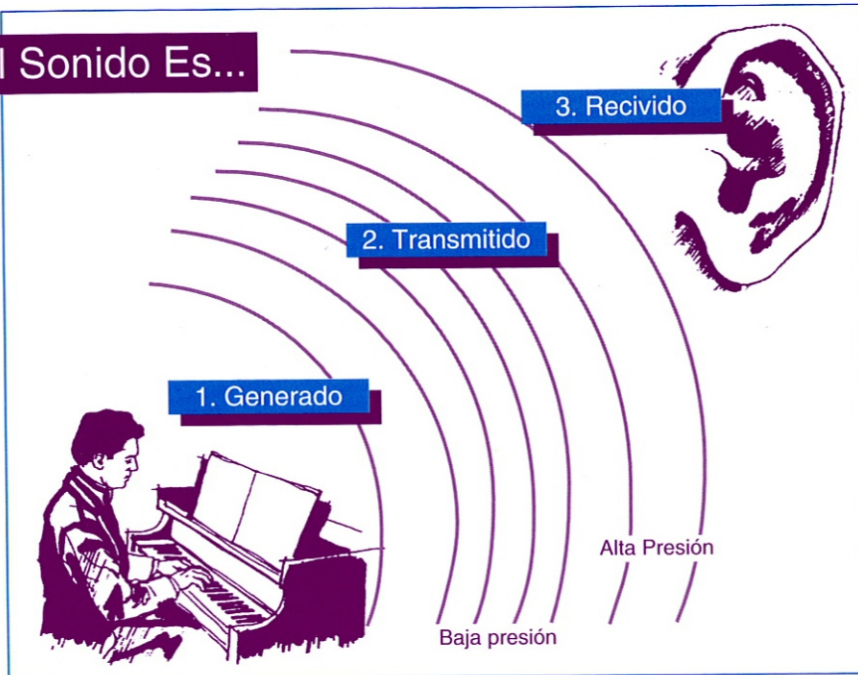 l Sonido Es...
3. Recivido
2. Transmitido
1. Generado
Alta Presión
Baja presión